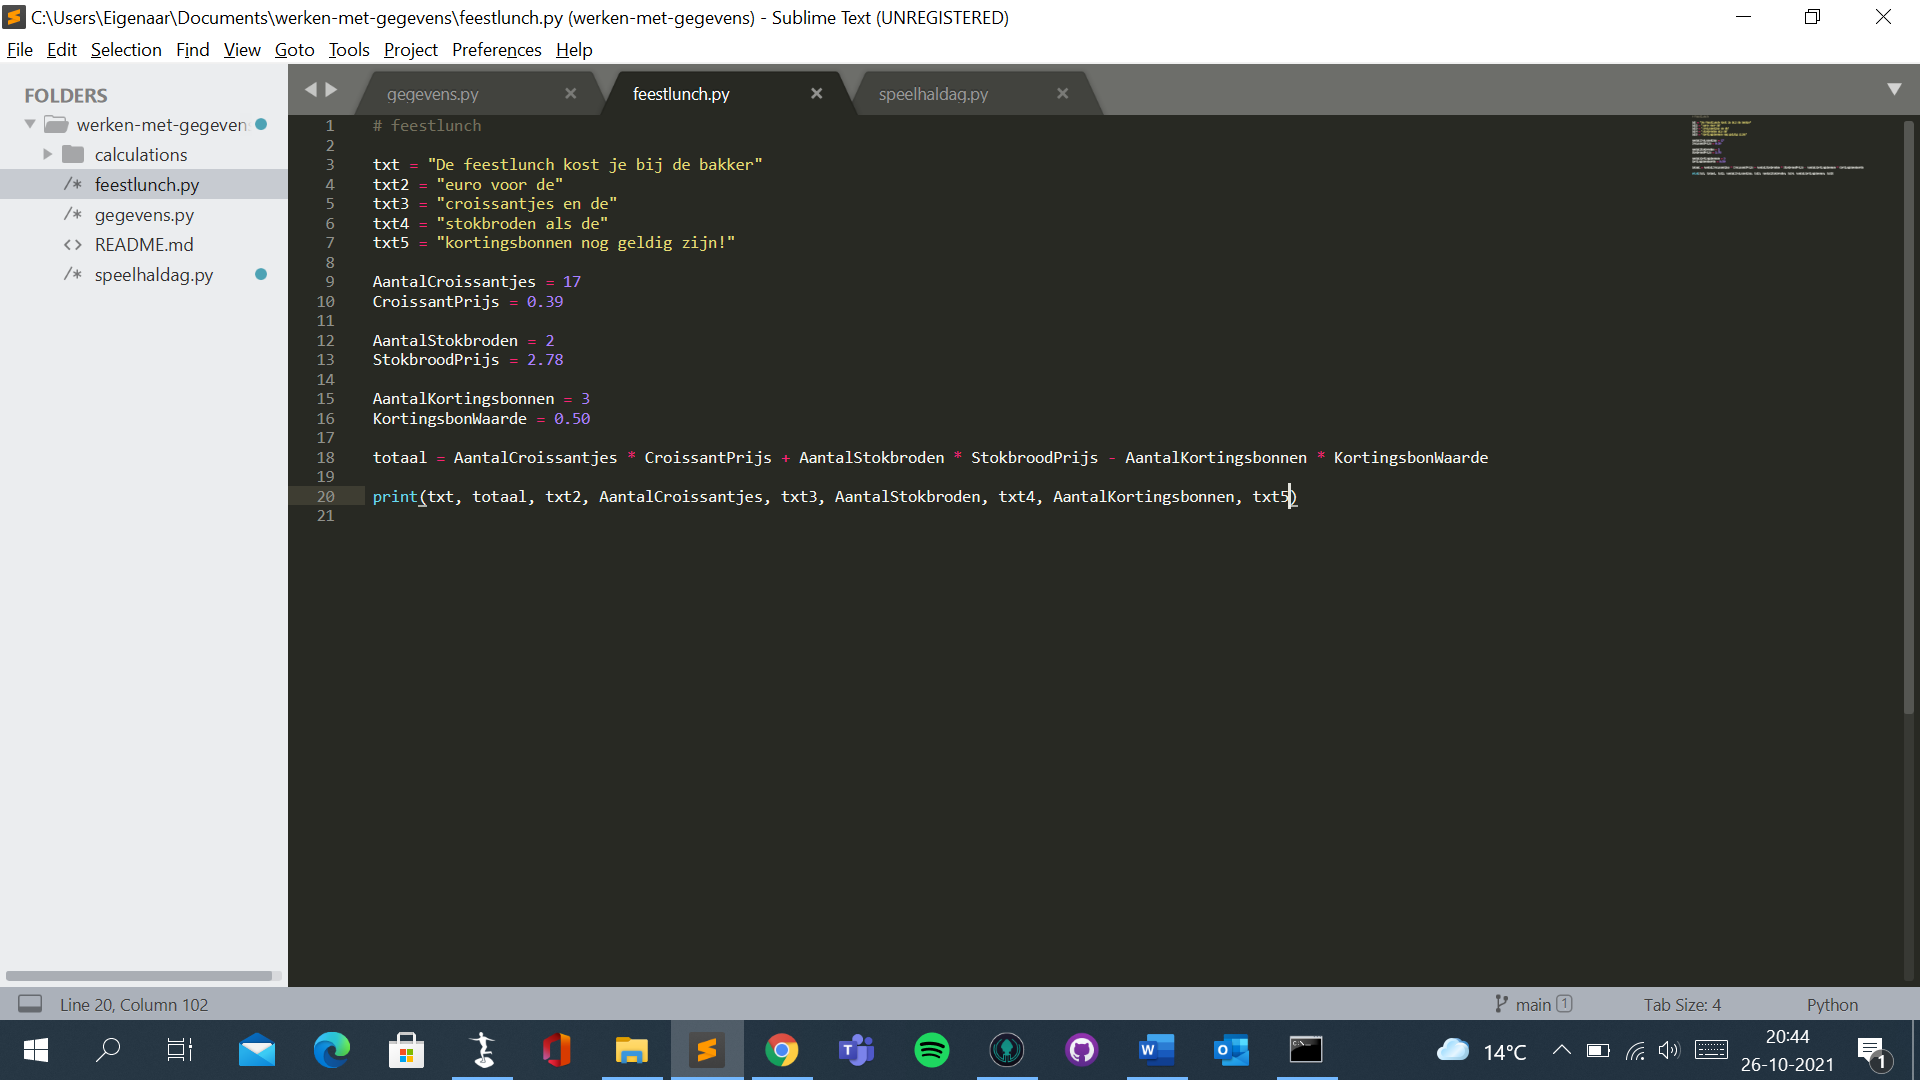 C:\Users\Eigenaar\Documents\werken-met-gegevens\feestlunch.py (werken-met-gegevens) - Sublime Text (UNREGISTERED)
File Edit Selection Find View Goto Tools Project Preferences Help
FOLDERS
werken-met-gegeven
calculations
/* feestlunch.py
/* gegevens.py
<> README.md
/* speelhaldag.py
gegevens.py feestlunch.py speelhaldag.py
1 # feestlunch
2
3 txt = "De feestlunch kost je bij de bakker"
4 txt2 = "euro voor de"
5 txt3 = "croissantjes en de"
6 txt4 = "stokbroden als de"
7 txt5 = "kortingsbonnen nog geldig zijn!"
8
9 AantalCroissantjes = 17
10 CroissantPrijs = 0.39
11
12 AantalStokbroden = 2
13 StokbroodPrijs = 2.78
14
15 AantalKortingsbonnen = 3
16 KortingsbonWaarde = 0.50
17
18 totaal = AantalCroissantjes * CroissantPrijs + AantalStokbroden * StokbroodPrijs - AantalKortingsbonnen * KortingsbonWaarde
19
20 print(txt, totaal, txt2, AantalCroissantjes, txt3, AantalStokbroden, txt4, AantalKortingsbonnen, txt5)
21
Line 20, Column 102 main 1 Tab Size: 4 Python
14°C 20:44
26-10-2021 1